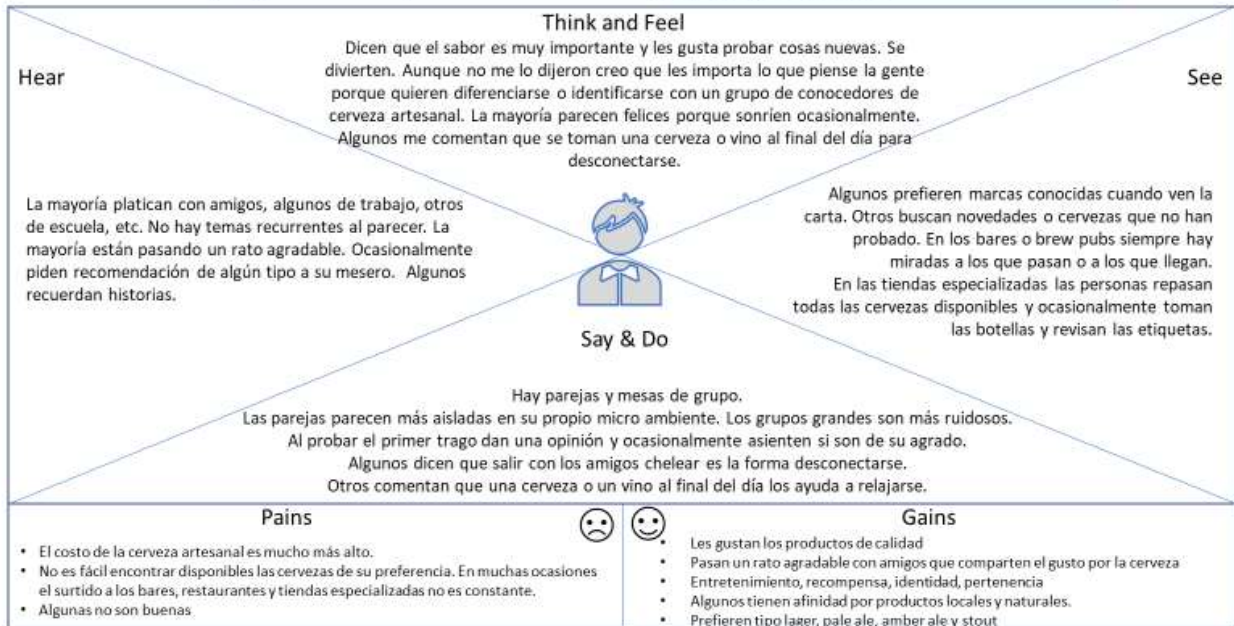 Think and Feel
Dicen que el sabor es muy importante y les gusta probar cosas nuevas. Se
divierten. Aunque no me lo dijeron creo que les importa lo que piense la gente
porque quieren diferenciarse o identificarse con un grupo de conocedores de
cerveza artesanal. La mayoría parecen felices porque sonríen ocasionalmente.
Algunos me comentan que se toman una cerveza o vino al final del día para
desconectarse.
Hear
La mayoría platican con amigos, algunos de trabajo, otros
de escuela, etc. No hay temas recurrentes al parecer. La
mayoría están pasando un rato agradable. Ocasionalmente
piden recomendación de algún tipo a su mesero. Algunos
recuerdan historias.
See
Algunos prefieren marcas conocidas cuando ven la
carta. Otros buscan novedades o cervezas que no han
probado. En los bares o brew pubs siempre hay
miradas a los que pasan o a los que llegan.
En las tiendas especializadas las personas repasan
todas las cervezas disponibles y ocasionalmente toman
las botellas y revisan las etiquetas.
Say & Do
Hay parejas y mesas de grupo.
Las parejas parecen más aisladas en su propio micro ambiente. Los grupos grandes son más ruidosos.
Al probar el primer trago dan una opinión y ocasionalmente asienten si son de su agrado.
Algunos dicen que salir con los amigos chelear es la forma desconectarse.
Otros comentan que una cerveza o un vino al final del día los ayuda a relajarse.
Pains
• El costo de la cerveza artesanal es mucho más alto.
• No es fácil encontrar disponibles las cervezas de su preferencia. En muchas ocasiones
el surtido a los bares, restaurantes y tiendas especializadas no es constante.
• Algunas no son buenas
Gains
• Les gustan los productos de calidad
• Pasan un rato agradable con amigos que comparten el gusto por la cerveza
• Entretenimiento, recompensa, identidad, pertenencia
• Algunos tienen afinidad por productos locales y naturales.
• Prefieren tipo lager, pale ale, amber ale y stout